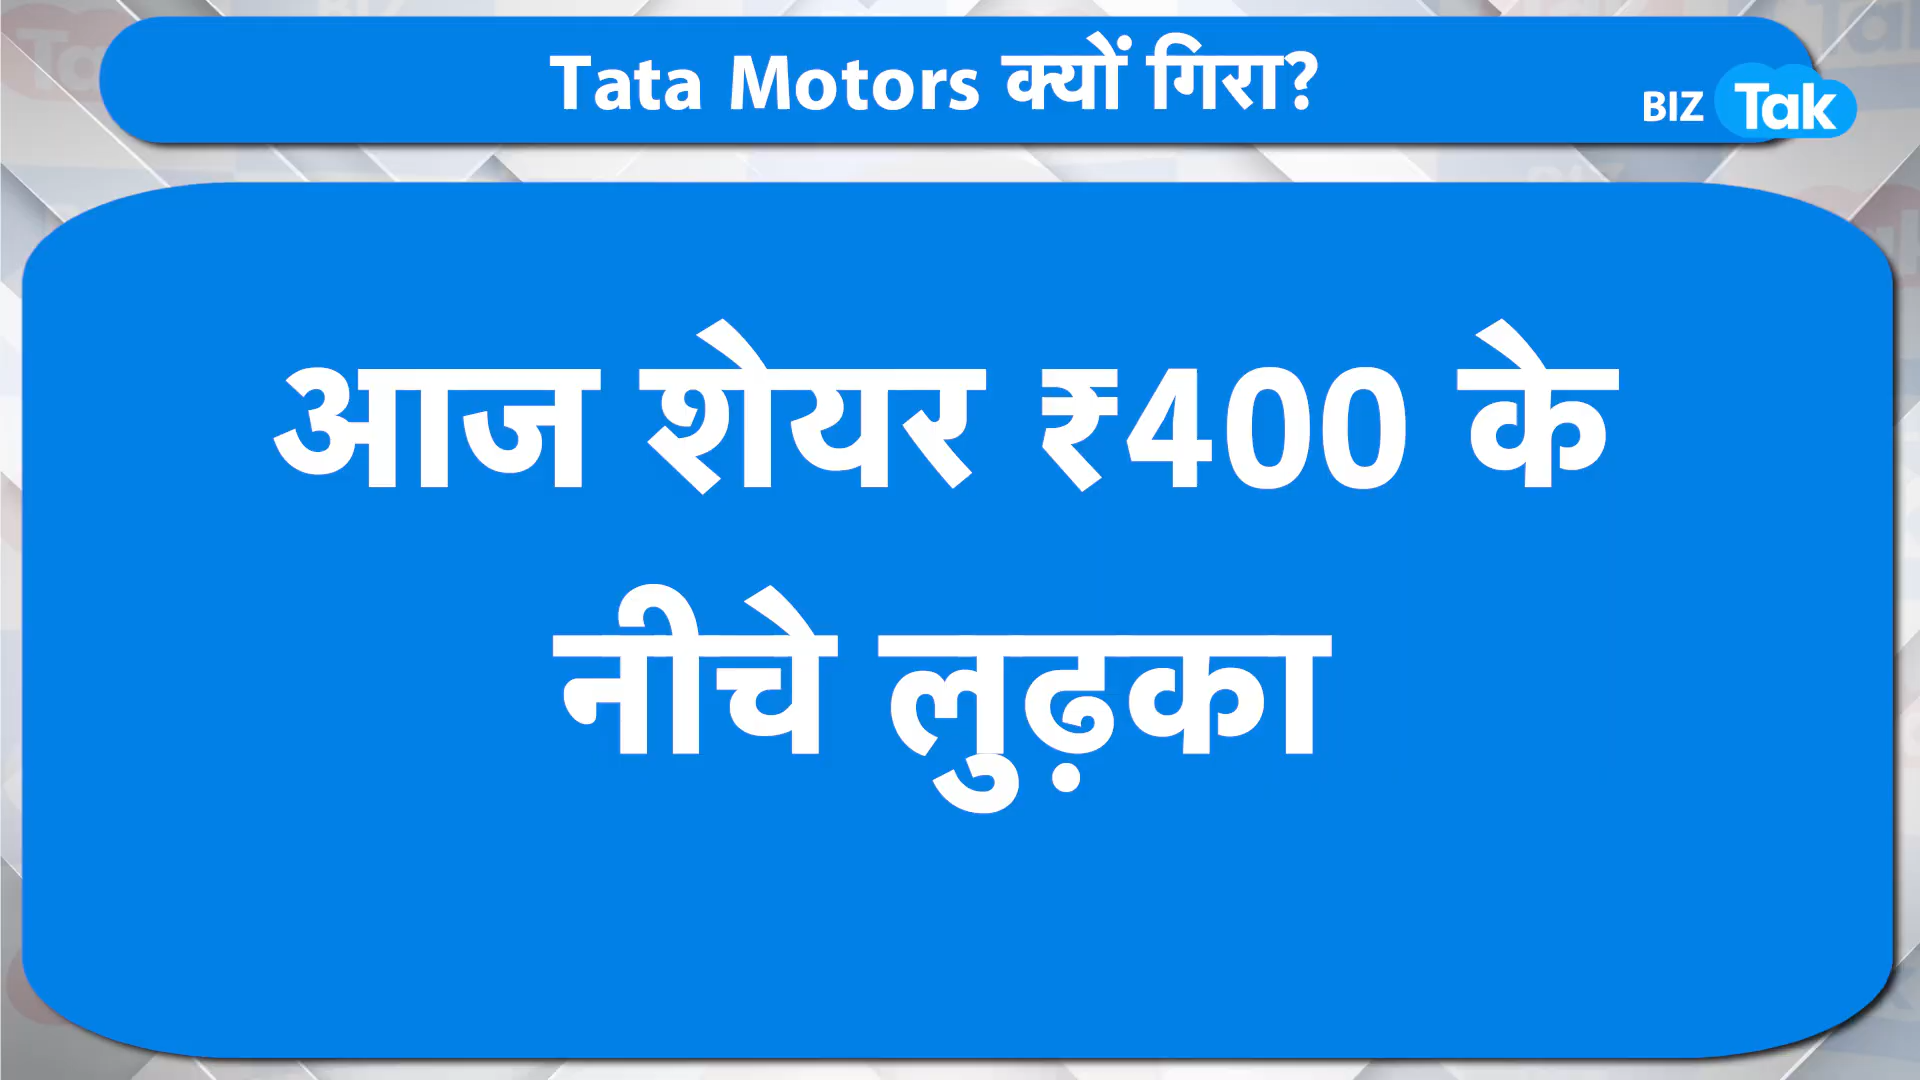 Tata Motors क्यों गिरा?
BIZ Tak
आज शेयर ₹400 के
नीचे लुढ़का